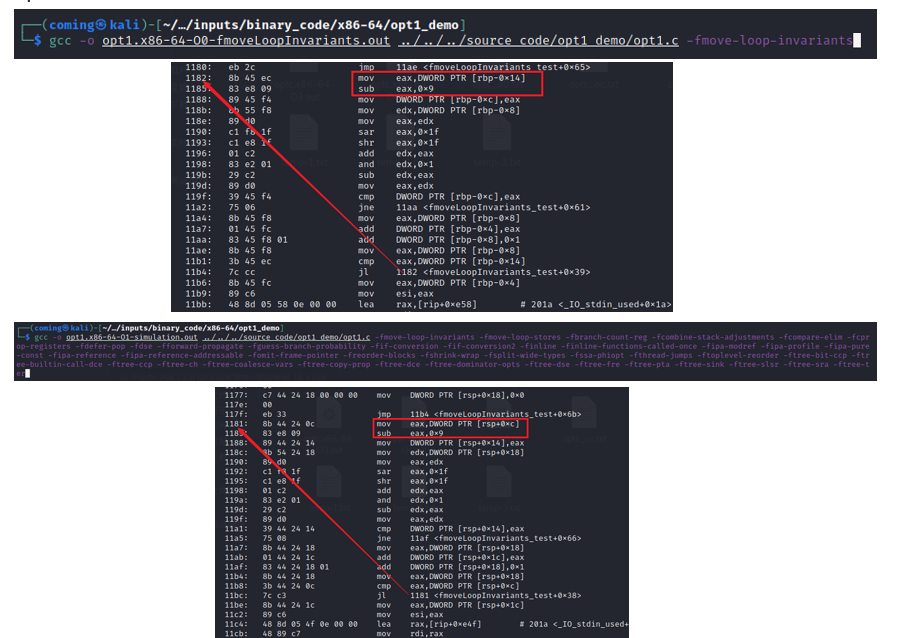 ┌──(coming㉿kali)-[~/…/inputs/binary_code/x86-64/opt1_demo]
└─$ gcc -o opt1.x86-64-O0-fmoveLoopInvariants.out ../../../source_code/opt1_demo/opt1.c -fmove-loop-invariants
1180: eb 2c jmp 11ae <fmoveLoopInvariants_test+0×65>
1182: 8b 45 ec mov eax,DWORD PTR [rbp-0×14]
1185: 83 e8 09 sub eax,0×9
1188: 89 45 f4 mov DWORD PTR [rbp-0×c],eax
118b: 8b 55 f8 mov edx,DWORD PTR [rbp-0×8]
118e: 89 d0 mov eax,edx
1190: c1 f8 1f sar eax,0×1f
1193: c1 e8 1f shr eax,0×1f
1196: 01 c2 add edx,eax
1198: 83 e2 01 and edx,0×1
119b: 29 c2 sub edx,eax
119d: 89 d0 mov eax,edx
119f: 39 45 f4 cmp DWORD PTR [rbp-0×c],eax
11a2: 75 06 jne 11aa <fmoveLoopInvariants_test+0×61>
11a4: 8b 45 f8 mov eax,DWORD PTR [rbp-0×8]
11a7: 01 45 fc add DWORD PTR [rbp-0×4],eax
11aa: 83 45 f8 01 add DWORD PTR [rbp-0×8],0×1
11ae: 8b 45 f8 mov eax,DWORD PTR [rbp-0×8]
11b1: 3b 45 ec cmp eax,DWORD PTR [rbp-0×14]
11b4: 7c cc jl 1182 <fmoveLoopInvariants_test+0×39>
11b6: 8b 45 fc mov eax,DWORD PTR [rbp-0×4]
11b9: 89 c6 mov esi,eax
11bb: 48 8d 05 58 0e 00 00 lea rax,[rip+0×e58] # 201a <_IO_stdin_used+0×1a>
┌──(coming㉿kali)-[~/…/inputs/binary_code/x86-64/opt1_demo]
└─$ gcc -o opt1.x86-64-O1-simulation.out ../../../source_code/opt1_demo/opt1.c -fmove-loop-invariants -fmove-loop-stores -fbranch-count-reg -fcombine-stack-adjustments -fcompare-elim -fcpr
op-registers -fdefer-pop -fdse -fforward-propagate -fguess-branch-probability -fif-conversion -fif-conversion2 -finline -finline-functions-called-once -fipa-modref -fipa-profile -fipa-pure
-const -fipa-reference -fipa-reference-addressable -fomit-frame-pointer -freorder-blocks -fshrink-wrap -fsplit-wide-types -fssa-phiopt -fthread-jumps -ftoplevel-reorder -ftree-bit-ccp -ftr
ee-builtin-call-dce -ftree-ccp -ftree-ch -ftree-coalesce-vars -ftree-copy-prop -ftree-dce -ftree-dominator-opts -ftree-dse -ftree-fre -ftree-pta -ftree-sink -ftree-slsr -ftree-sra -ftree-t
er
1177: c7 44 24 18 00 00 00 mov DWORD PTR [rsp+0×18],0×0
117e: 00
117f: eb 33 jmp 11b4 <fmoveLoopInvariants_test+0×6b>
1181: 8b 44 24 0c mov eax,DWORD PTR [rsp+0×c]
1185: 83 e8 09 sub eax,0×9
1188: 89 44 24 14 mov DWORD PTR [rsp+0×14],eax
118c: 8b 54 24 18 mov edx,DWORD PTR [rsp+0×18]
1190: 89 d0 mov eax,edx
1192: c1 f8 1f sar eax,0×1f
1195: c1 e8 1f shr eax,0×1f
1198: 01 c2 add edx,eax
119a: 83 e2 01 and edx,0×1
119d: 29 c2 sub edx,eax
119f: 89 d0 mov eax,edx
11a1: 39 44 24 14 cmp DWORD PTR [rsp+0×14],eax
11a5: 75 08 jne 11af <fmoveLoopInvariants_test+0×66>
11a7: 8b 44 24 18 mov eax,DWORD PTR [rsp+0×18]
11ab: 01 44 24 1c add DWORD PTR [rsp+0×1c],eax
11af: 83 44 24 18 01 add DWORD PTR [rsp+0×18],0×1
11b4: 8b 44 24 18 mov eax,DWORD PTR [rsp+0×18]
11b8: 3b 44 24 0c cmp eax,DWORD PTR [rsp+0×c]
11bc: 7c c3 jl 1181 <fmoveLoopInvariants_test+0×38>
11be: 8b 44 24 1c mov eax,DWORD PTR [rsp+0×1c]
11c2: 89 c6 mov esi,eax
11c4: 48 8d 05 4f 0e 00 00 lea rax,[rip+0×e4f] # 201a <_IO_stdin_used+
11cb: 48 89 c7 mov rdi,rax